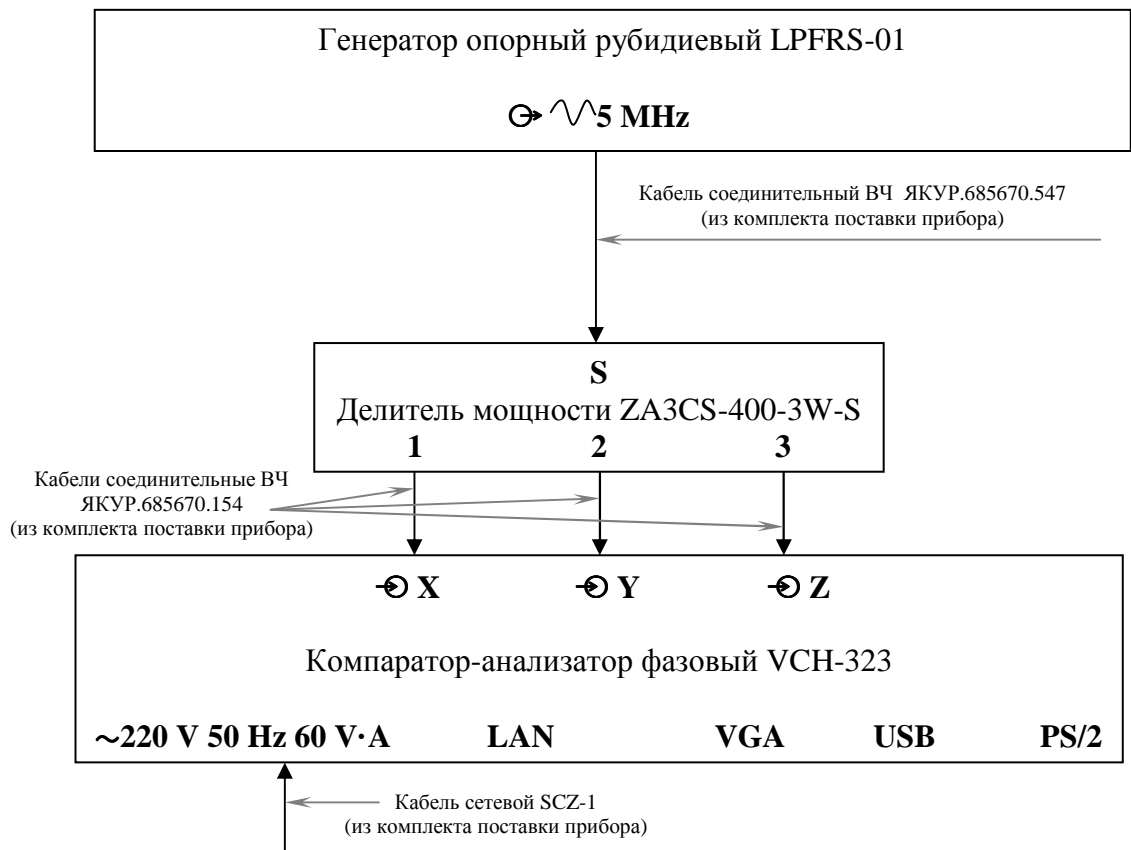 Генератор опорный рубидиевый LPFRS-01
5 MHz
Кабель соединительный ВЧ ЯКУР.685670.547
(из комплекта поставки прибора)
S
Делитель мощности ZA3CS-400-3W-S
1 2 3
Кабели соединительные ВЧ
ЯКУР.685670.154
(из комплекта поставки прибора)
X Y Z
Компаратор-анализатор фазовый VCH-323
~220 V 50 Hz 60 V·A LAN VGA USB PS/2
Кабель сетевой SCZ-1
(из комплекта поставки прибора)